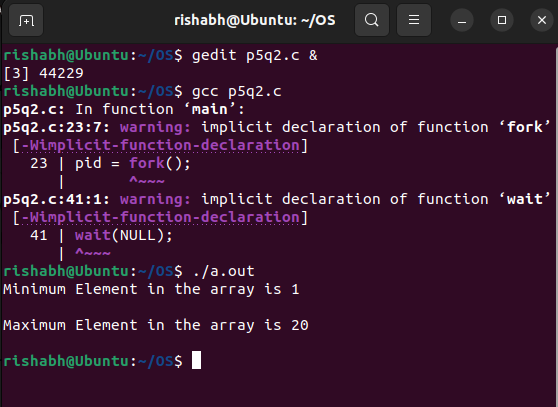 rishabh@Ubuntu: ~/OS
rishabh@Ubuntu:~/OS$ gedit p5q2.c &
[3] 44229
rishabh@Ubuntu:~/OS$ gcc p5q2.c
p5q2.c: In function ‘main’:
p5q2.c:23:7: warning: implicit declaration of function ‘fork’
[-Wimplicit-function-declaration]
23 | pid = fork();
| ^~~~
p5q2.c:41:1: warning: implicit declaration of function ‘wait’
[-Wimplicit-function-declaration]
41 | wait(NULL);
| ^~~~
rishabh@Ubuntu:~/OS$ ./a.out
Minimum Element in the array is 1
Maximum Element in the array is 20
rishabh@Ubuntu:~/OS$